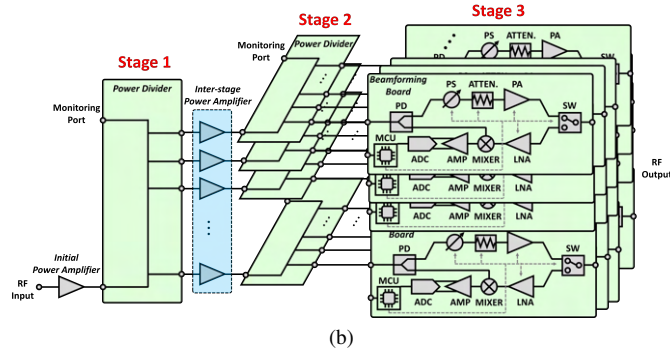 Stage 1
Stage 2
Stage 3
Power Divider
Monitoring
Port
Inter-stage
Power Amplifier
Initial
Power Amplifier
RF
Input
Power Divider
Monitoring
Port
PS
ATTEN.
PA
PD
SW
Beamforming
Board
PS
ATTEN.
PA
PD
SW
MCU
ADC
AMP
MIXER
LNA
MCU
ADC
AMP
MIXER
LNA
MCU
ADC
AMP
MIXER
LNA
Board
PD
SW
MCU
ADC
AMP
MIXER
LNA
RF
Output
(b)